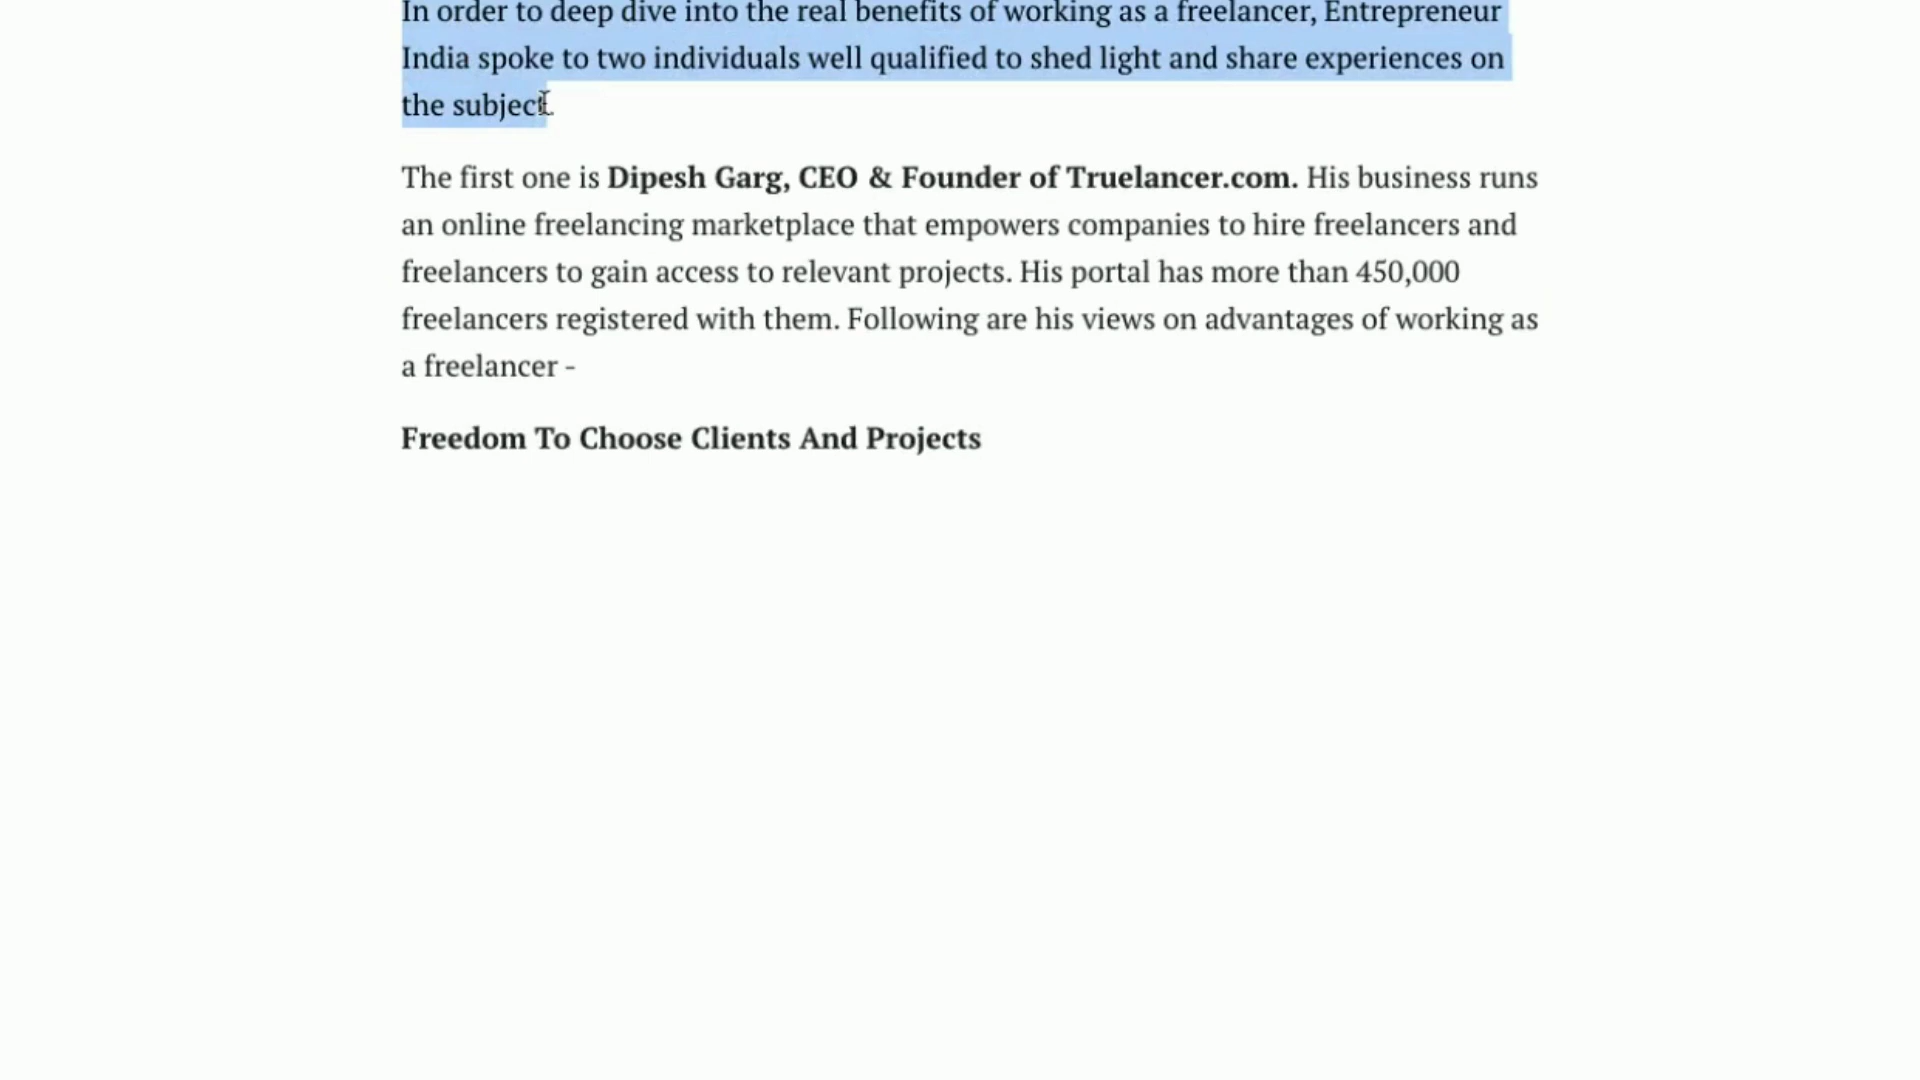 In order to deep dive into the real benefits of working as a freelancer, Entrepreneur
India spoke to two individuals well qualified to shed light and share experiences on
the subject.
The first one is Dipesh Garg, CEO & Founder of Truelancer.com. His business runs
an online freelancing marketplace that empowers companies to hire freelancers and
freelancers to gain access to relevant projects. His portal has more than 450,000
freelancers registered with them. Following are his views on advantages of working as
a freelancer -
Freedom To Choose Clients And Projects